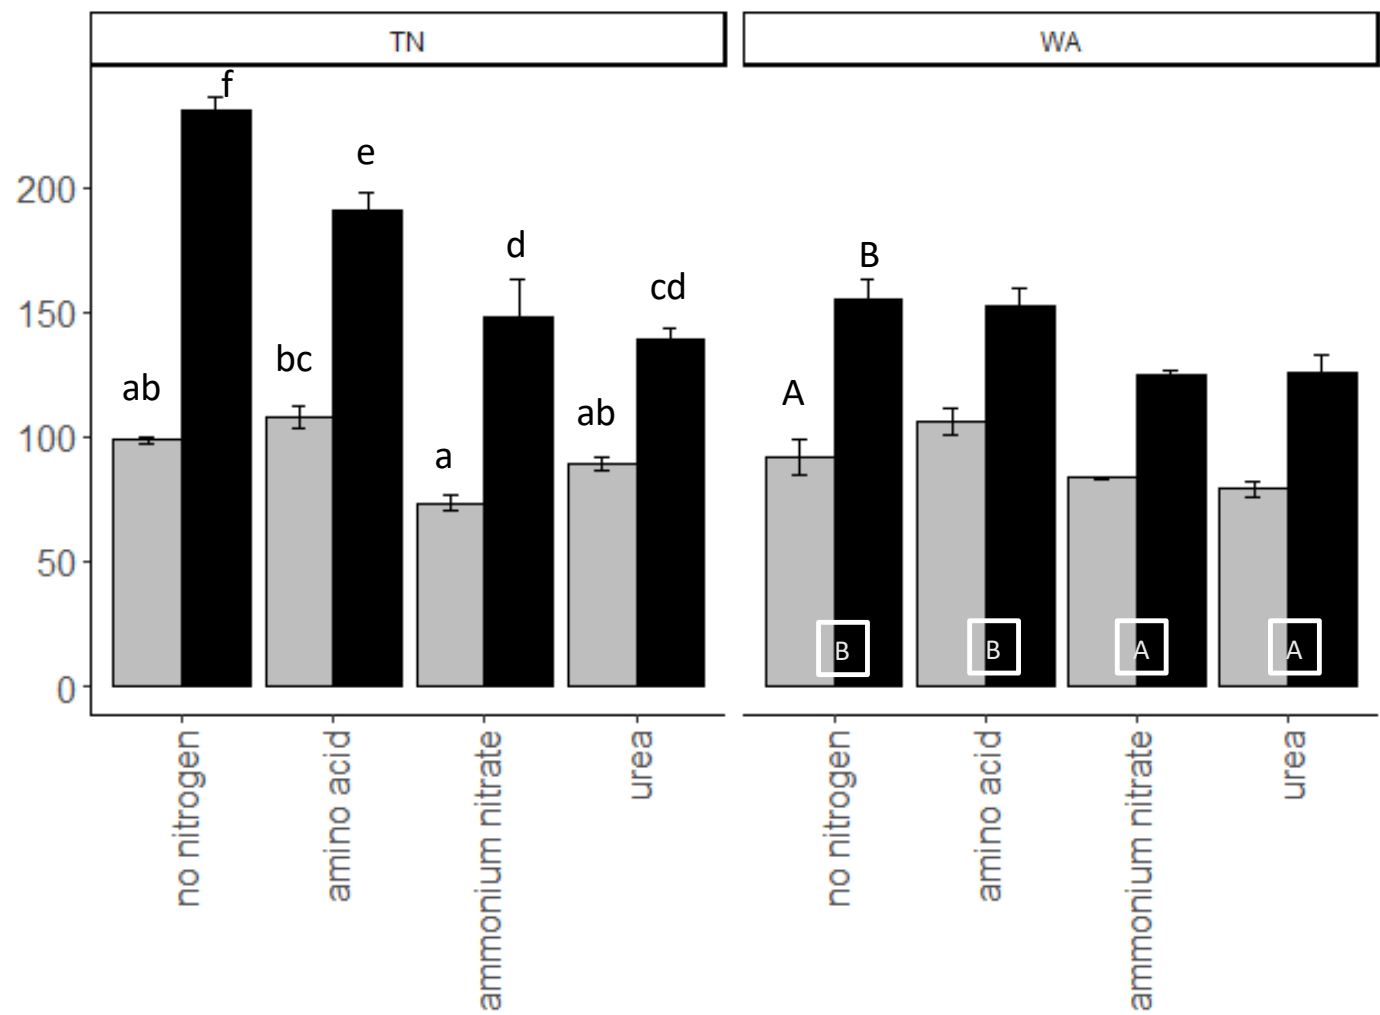 TN WA
f
e
200
d
B
cd
150
bc
ab
A
ab
a
100
50
B B A A
0
no nitrogen
amino acid
ammonium nitrate
urea
no nitrogen
amino acid
ammonium nitrate
urea